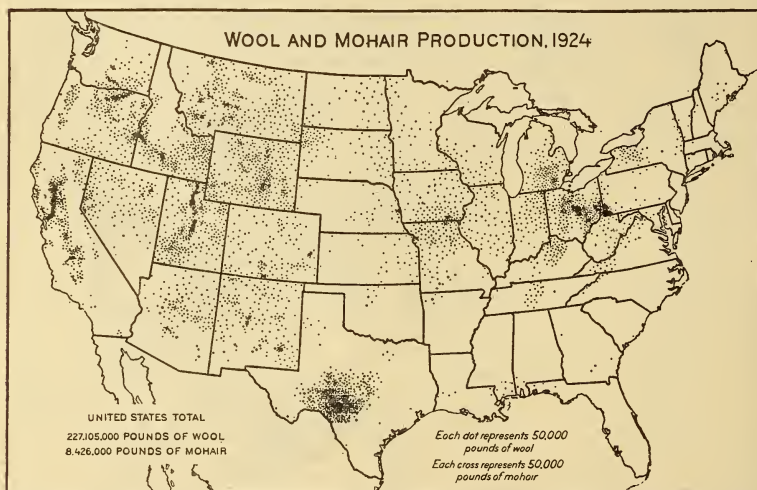 WOOL AND MOHAIR PRODUCTION, 1924
UNITED STATES TOTAL
227,105,000 POUNDS OF WOOL
8,426,000 POUNDS OF MOHAIR
Each dot represents 50,000
pounds of wool
Each cross represents 50,000
pounds of mohair